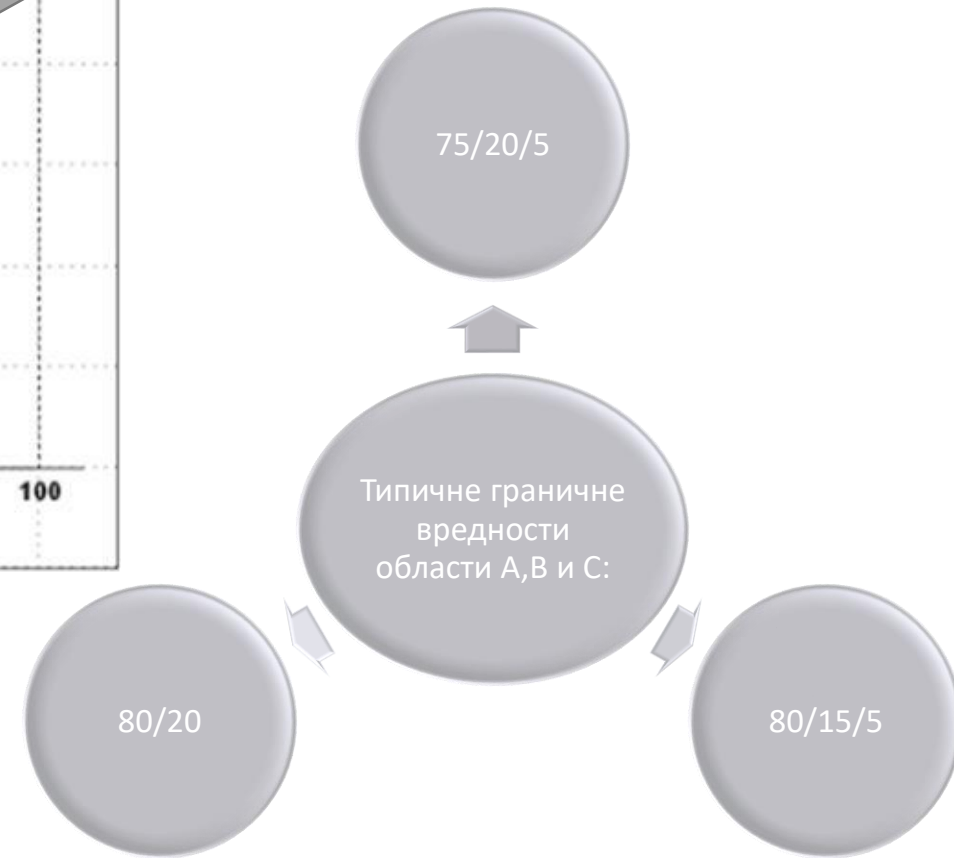 75/20/5
100
Типичне граничне
вредности
области А,В и С:
80/20
80/15/5